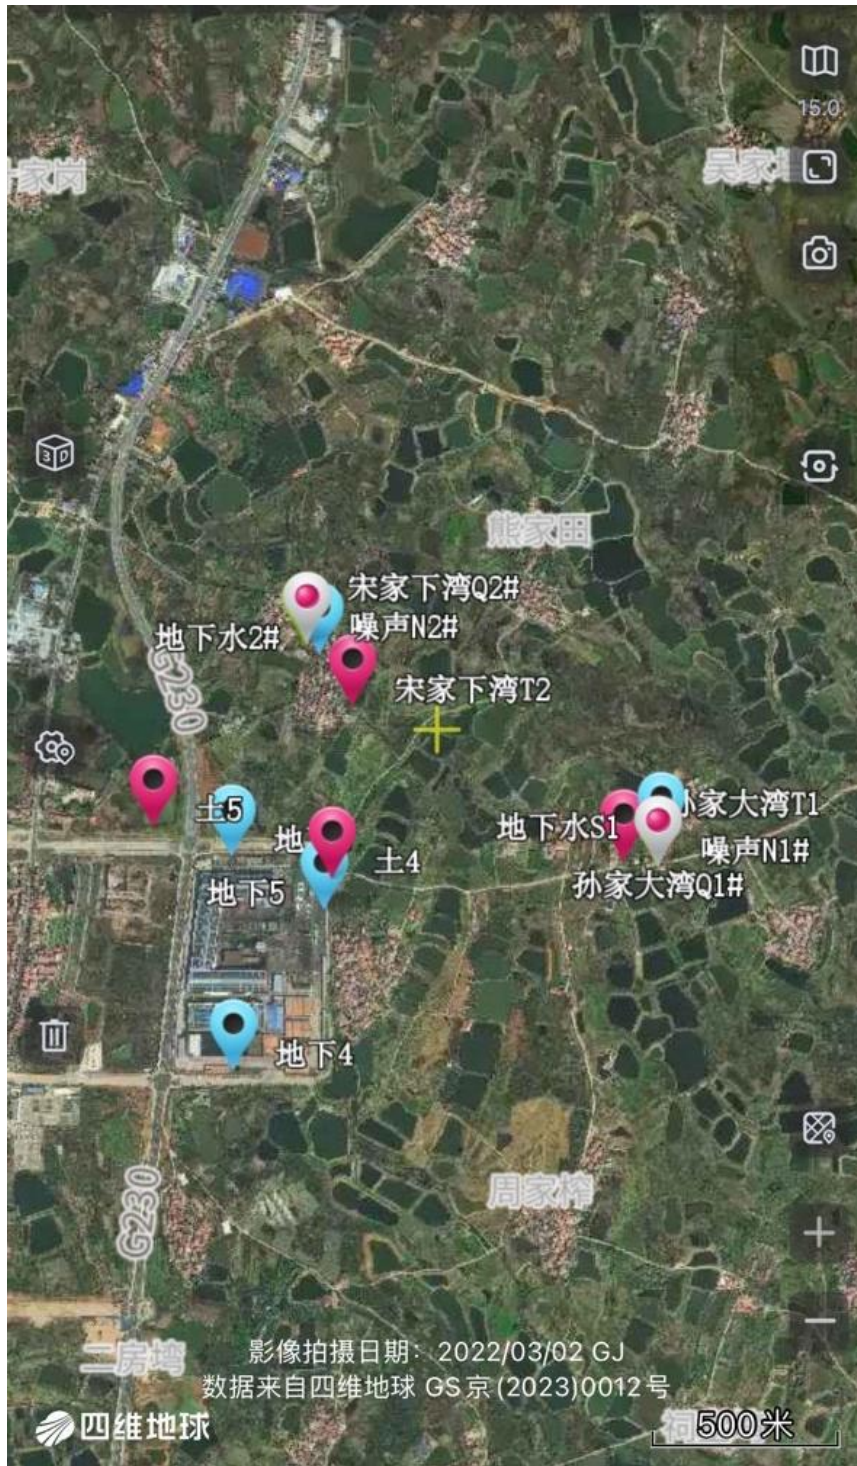 15.0
家岗
吴家
3D
熊家田
宋家下湾Q2#
噪声N2#
地下水2#
宋家下湾T2
G230
土5
孙家大湾T1
地下水S1
地
土4
噪声N1#
地下5
孙家大湾Q1#
地下4
周家榨
G230
二房塆
影像拍摄日期：2022/03/02 GJ
数据来自四维地球 GS京(2023)0012号
四维地球
祠
500米